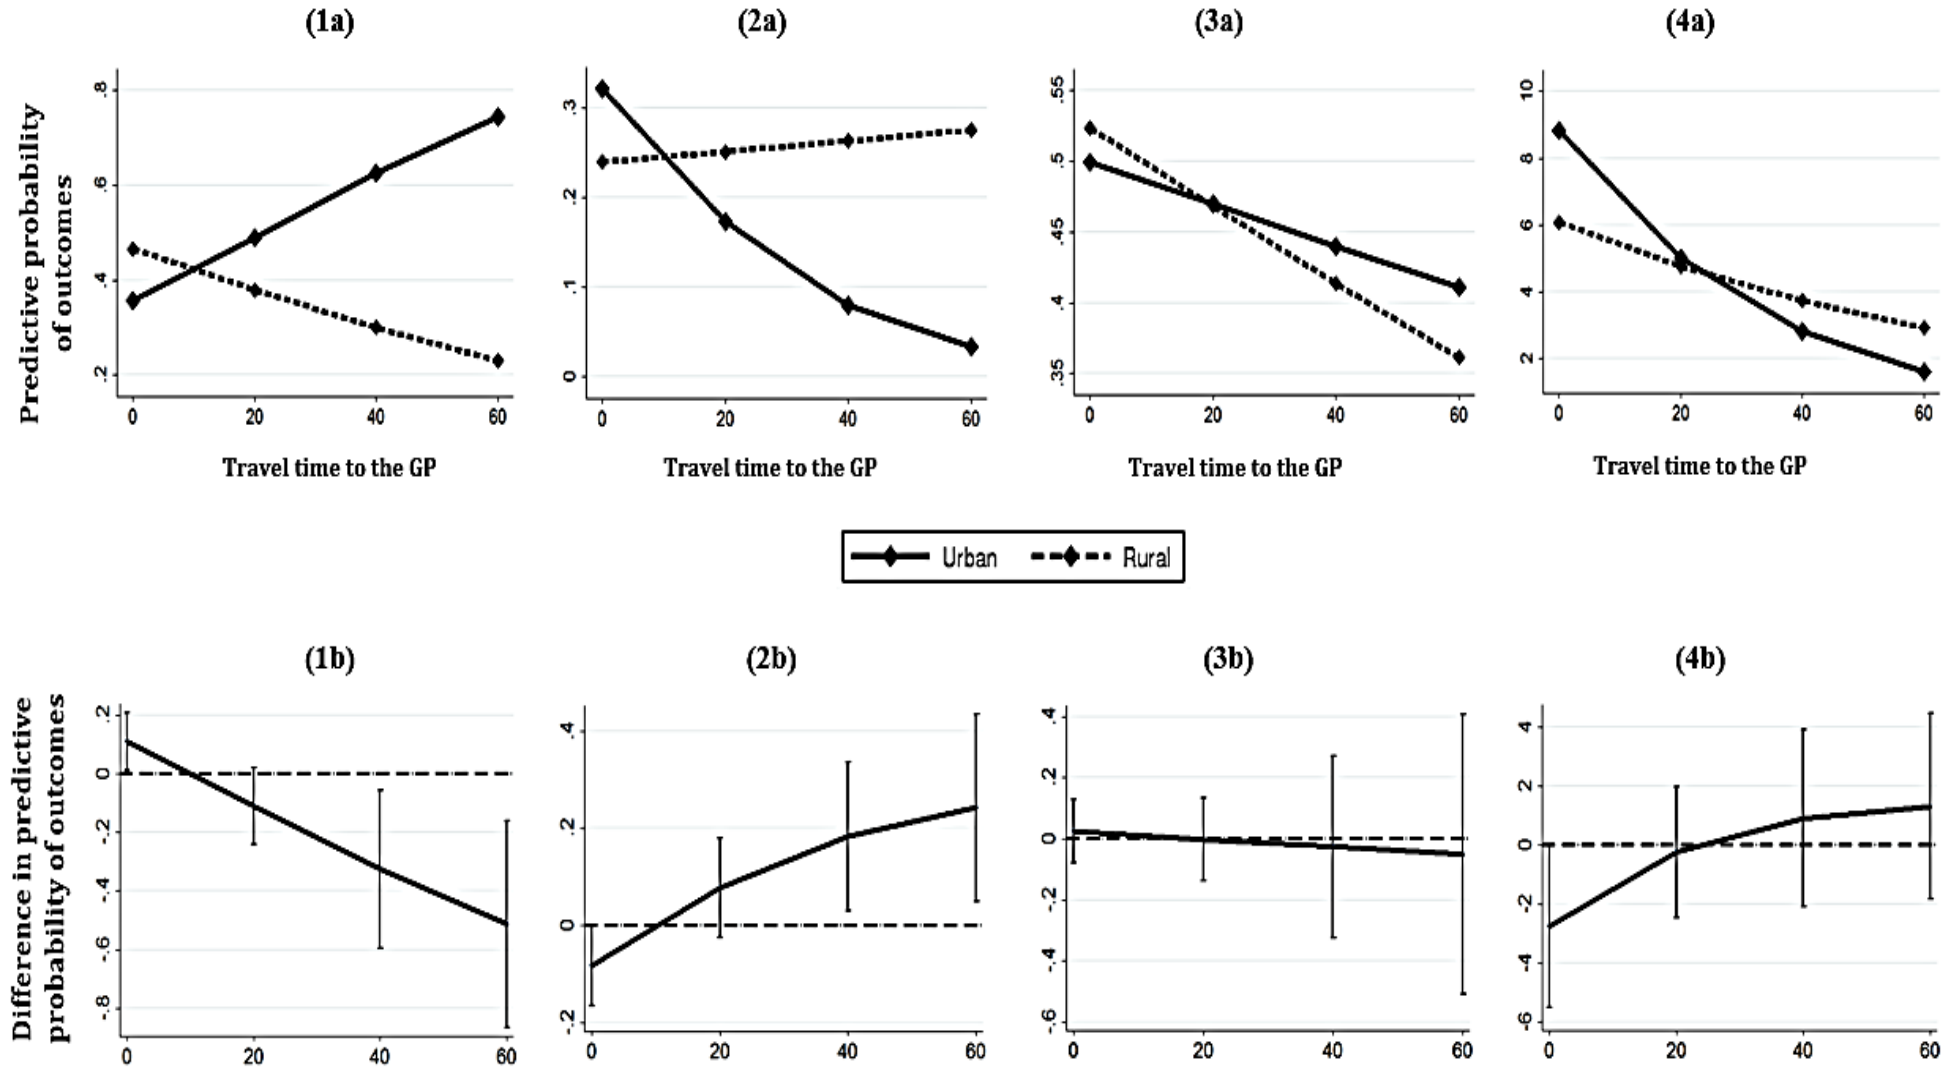 (1a) (2a) (3a) (4a)
Predictive probability
of outcomes
.8
.6
.4
.2
0 20 40 60
.3
.2
.1
0
0 20 40 60
.55
.5
.45
.4
.35
0 20 40 60
10
8
6
4
2
0 20 40 60
Travel time to the GP Travel time to the GP Travel time to the GP Travel time to the GP
Urban Rural
(1b) (2b) (3b) (4b)
Difference in predictive
probability of outcomes
.2
0
-.2
-.4
-.6
-.8
0 20 40 60
.4
.2
0
-.2
0 20 40 60
.4
.2
0
-.2
-.4
-.6
0 20 40 60
4
2
0
-2
-4
-6
0 20 40 60